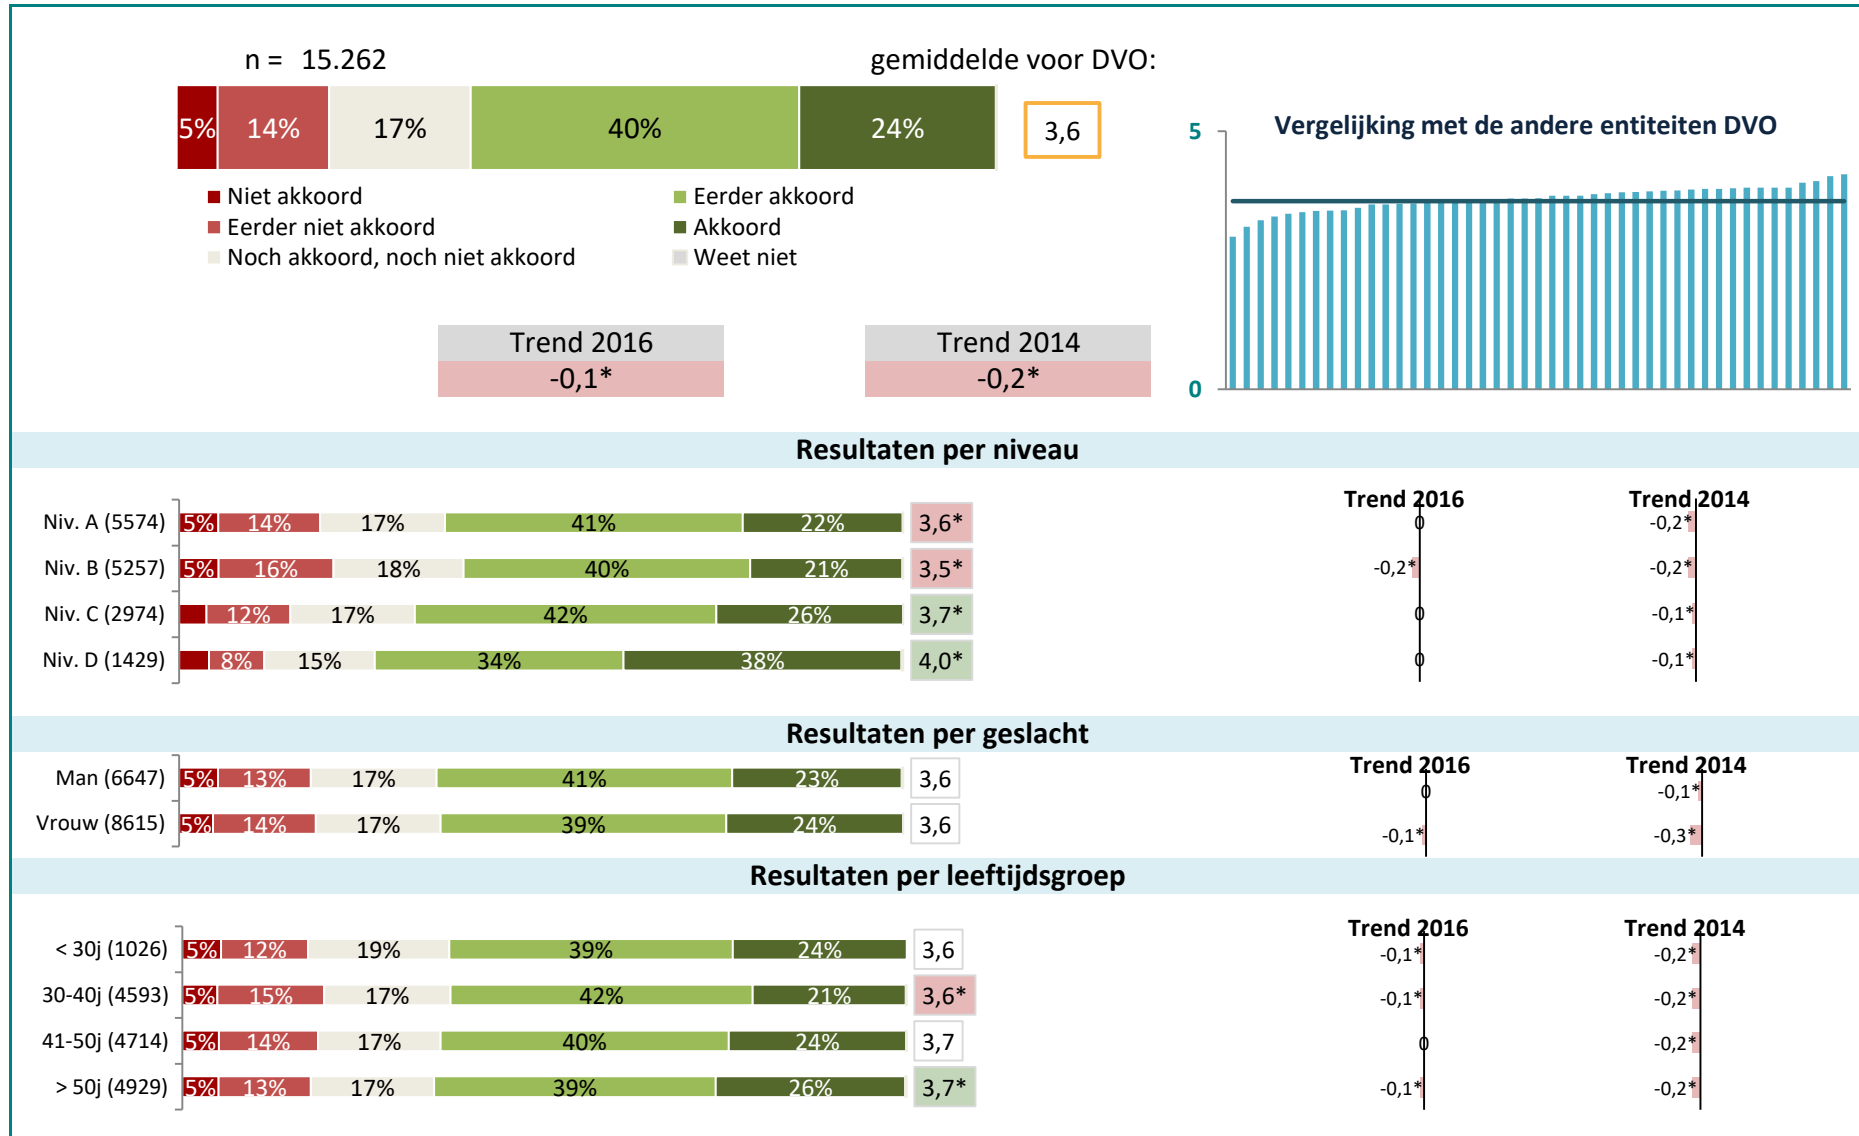 n = 15.262
gemiddelde voor DVO:
5% 14% 17% 40% 24% 3,6
Niet akkoord
Eerder akkoord
Eerder niet akkoord
Akkoord
Noch akkoord, noch niet akkoord
Weet niet
Vergelijking met de andere entiteiten DVO
5
0
Trend 2016
-0,1*
Trend 2014
-0,2*
Resultaten per niveau
Trend 2016 Trend 2014
Niv. A (5574) 5% 14% 17% 41% 22% 3,6* 0 -0,2*
Niv. B (5257) 5% 16% 18% 40% 21% 3,5* -0,2* -0,2*
Niv. C (2974) 12% 17% 42% 26% 3,7* 0 -0,1*
Niv. D (1429) 8% 15% 34% 38% 4,0* 0 -0,1*
Resultaten per geslacht
Trend 2016 Trend 2014
Man (6647) 5% 13% 17% 41% 23% 3,6 0 -0,1*
Vrouw (8615) 5% 14% 17% 39% 24% 3,6 -0,1* -0,3*
Resultaten per leeftijdsgroep
Trend 2016 Trend 2014
< 30j (1026) 5% 12% 19% 39% 24% 3,6 -0,1* -0,2*
30-40j (4593) 5% 15% 17% 42% 21% 3,6* -0,1* -0,2*
41-50j (4714) 5% 14% 17% 40% 24% 3,7 0 -0,2*
> 50j (4929) 5% 13% 17% 39% 26% 3,7* -0,1* -0,2*